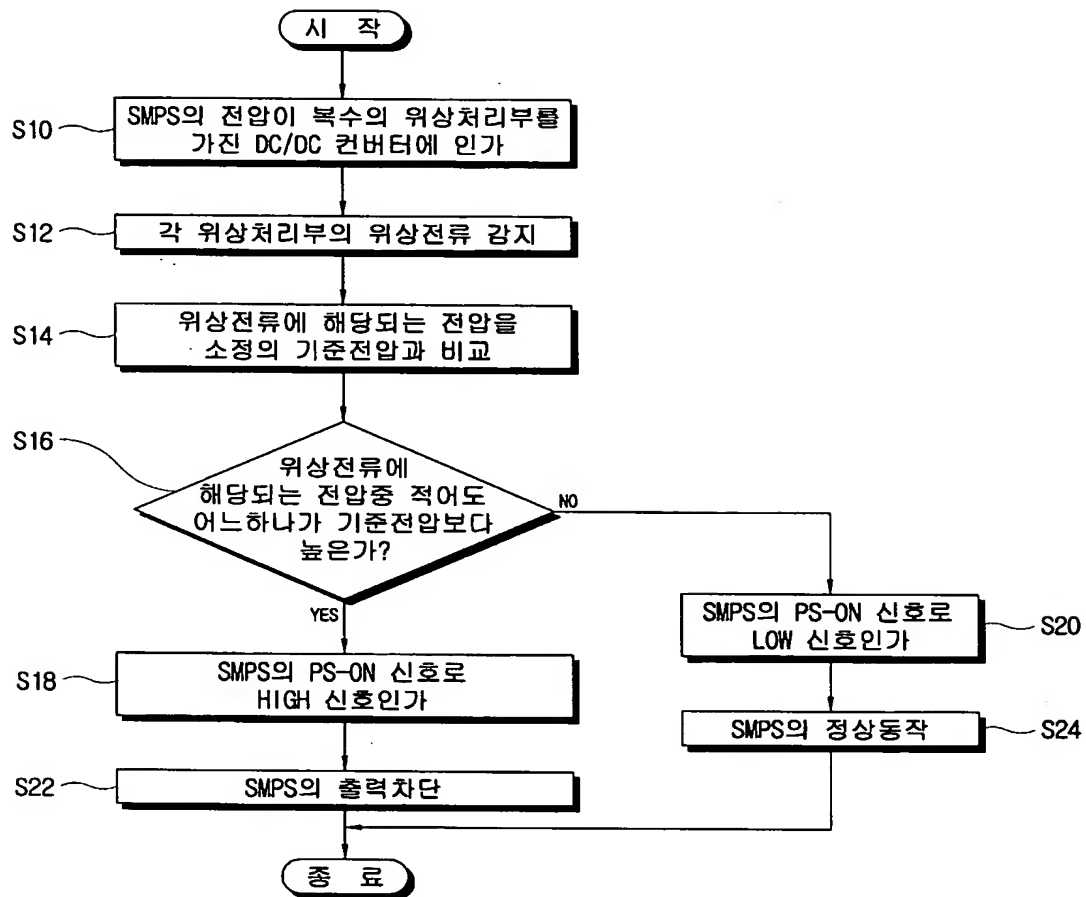 시 작
S10
SMPS의 전압이 복수의 위상처리부를
가진 DC/DC 컨버터에 인가
S12
각 위상처리부의 위상전류 감지
S14
위상전류에 해당되는 전압을
소정의 기준전압과 비교
S16
위상전류에
해당되는 전압중 적어도
어느하나가 기준전압보다
높은가?
NO
YES
S18
SMPS의 PS-ON 신호로
HIGH 신호인가
SMPS의 PS-ON 신호로
LOW 신호인가
S20
S22
SMPS의 출력차단
SMPS의 정상동작
S24
종 료